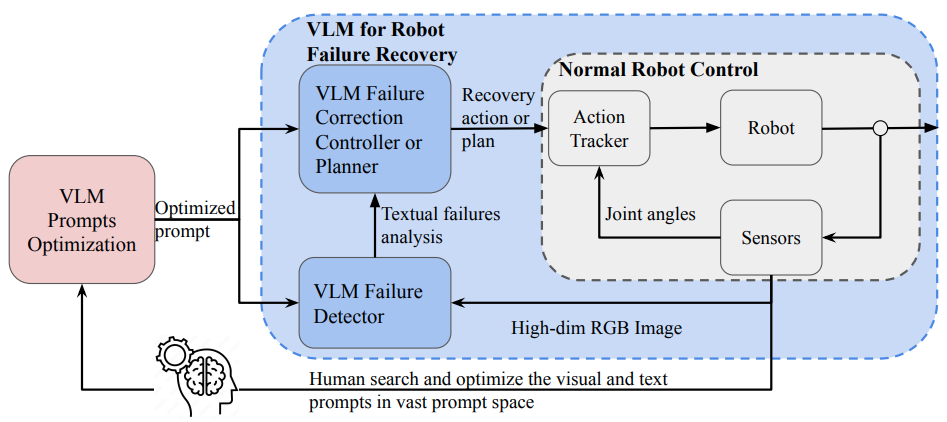 VLM for Robot
Failure Recovery
Normal Robot Control
VLM Failure
Correction
Controller or
Planner
Recovery
action or
plan
Action
Tracker
Robot
VLM
Prompts
Optimization
Optimized
prompt
Textual failures
analysis
Joint angles
Sensors
VLM Failure
Detector
High-dim RGB Image
Human search and optimize the visual and text
prompts in vast prompt space